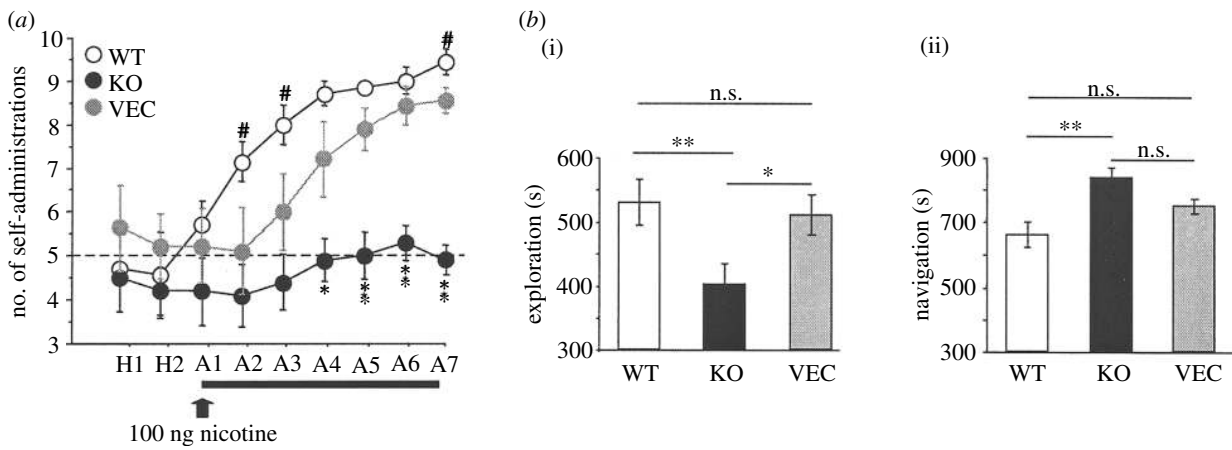 (a)
no. of self-administrations
10
9
8
7
6
5
4
3
WT
KO
VEC
#
#
#
*
**
**
**
H1 H2 A1 A2 A3 A4 A5 A6 A7
100 ng nicotine
(b)
(i)
n.s.
**
*
exploration (s)
600
500
400
300
WT KO VEC
(ii)
n.s.
**
n.s.
navigation (s)
900
700
500
300
WT KO VEC